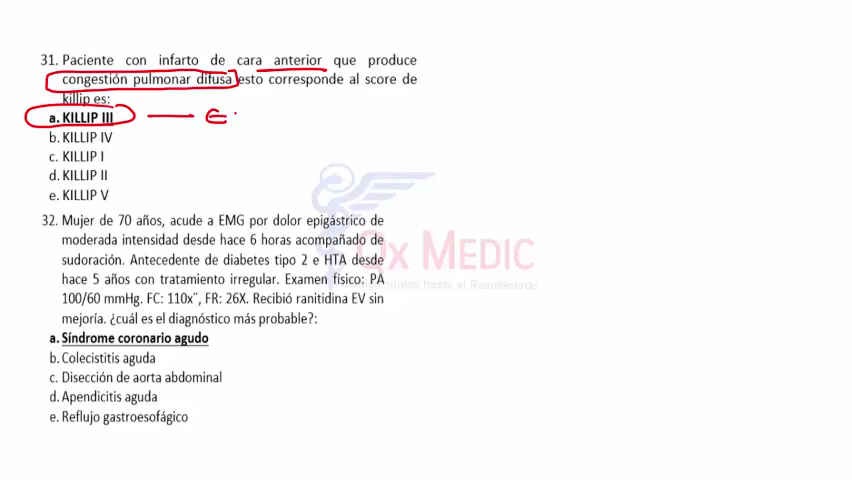 31. Paciente con infarto de cara anterior que produce
congestión pulmonar difusa esto corresponde al score de
killip es:
a. KILLIP III
b. KILLIP IV
c. KILLIP I
d. KILLIP II
e. KILLIP V
32. Mujer de 70 años, acude a EMG por dolor epigástrico de
moderada intensidad desde hace 6 horas acompañado de
sudoración. Antecedente de diabetes tipo 2 e HTA desde
hace 5 años con tratamiento irregular. Examen físico: PA
100/60 mmHg. FC: 110x¨, FR: 26X. Recibió ranitidina EV sin
mejoría. ¿cuál es el diagnóstico más probable?:
a. Síndrome coronario agudo
b. Colecistitis aguda
c. Disección de aorta abdominal
d. Apendicitis aguda
e. Reflujo gastroesofágico
Qx MEDIC
juntos hasta el Residentado